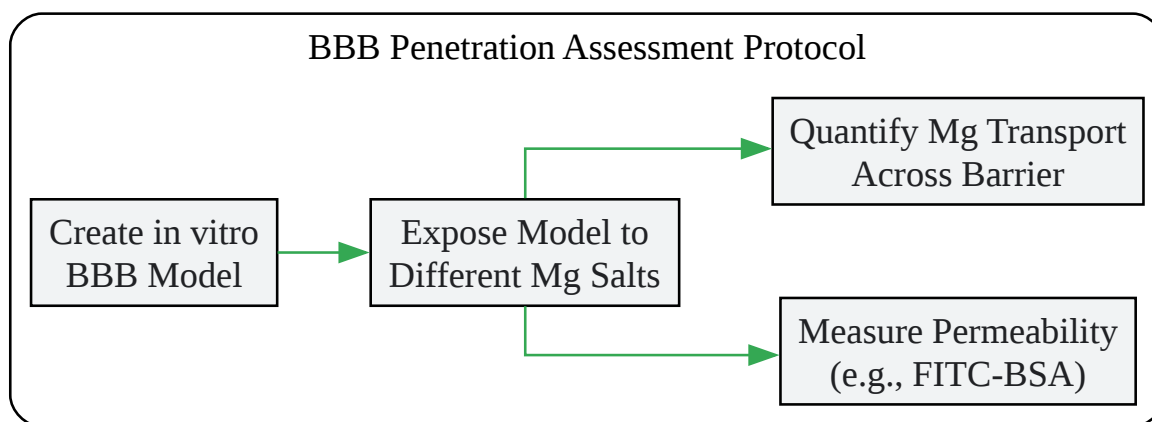 BBB Penetration Assessment Protocol
Create in vitro
BBB Model
Expose Model to
Different Mg Salts
Quantify Mg Transport
Across Barrier
Measure Permeability
(e.g., FITC-BSA)